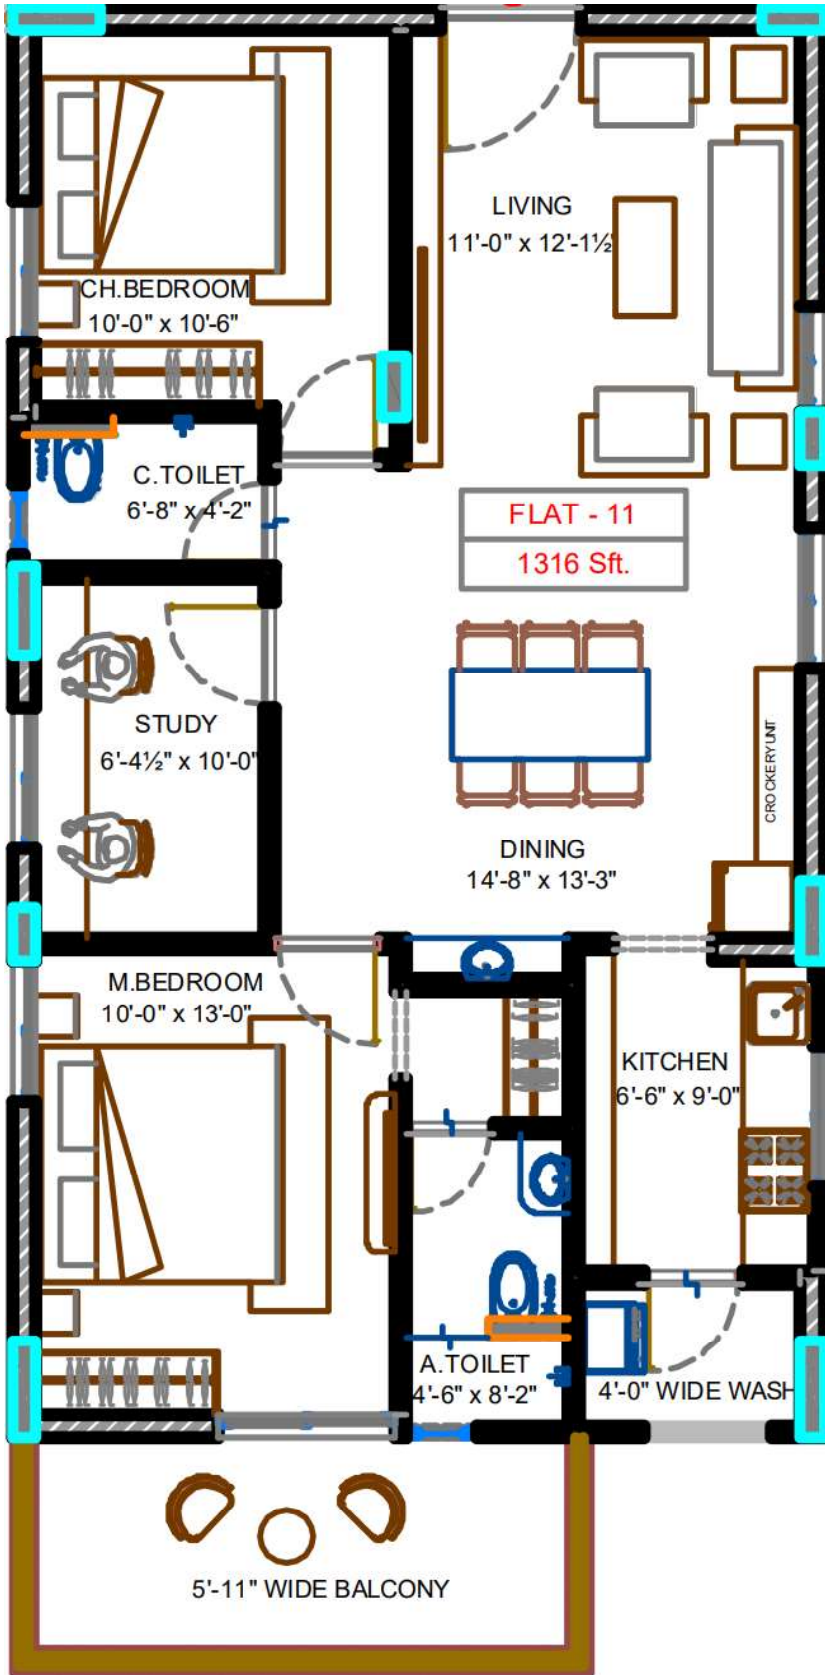 LIVING
11'-0" x 12'-1½"
CH.BEDROOM
10'-0" x 10'-6"
C.TOILET
6'-8" x 4'-2"
FLAT - 11
1316 Sft.
STUDY
6'-4½" x 10'-0"
CROCKERY UNIT
DINING
14'-8" x 13'-3"
M.BEDROOM
10'-0" x 13'-0"
KITCHEN
6'-6" x 9'-0"
A.TOILET
4'-6" x 8'-2"
4'-0" WIDE WASH
5'-11" WIDE BALCONY